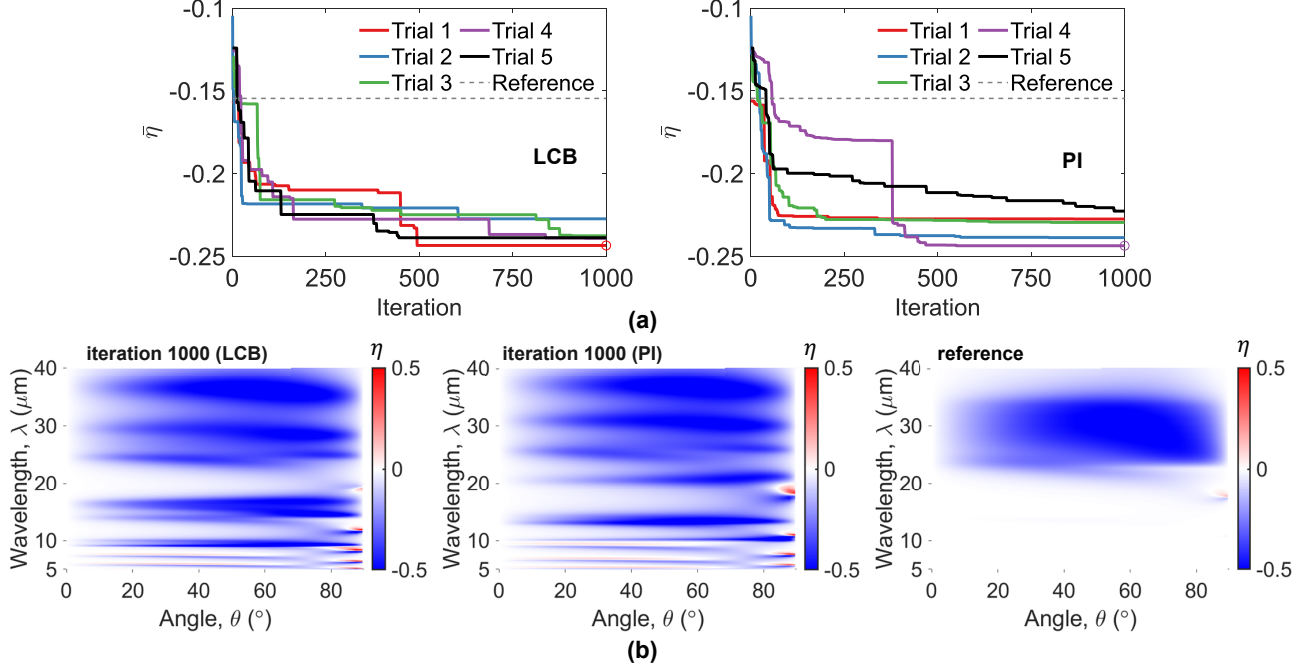 -0.1
-0.15
-0.2
-0.25
η̄
Trial 1
Trial 2
Trial 3
Trial 4
Trial 5
Reference
LCB
0
250
500
750
1000
Iteration
-0.1
-0.15
-0.2
-0.25
η̄
Trial 1
Trial 2
Trial 3
Trial 4
Trial 5
Reference
PI
0
250
500
750
1000
Iteration
(a)
iteration 1000 (LCB)
η
40
30
20
10
5
Wavelength, λ (μm)
0
20
40
60
80
Angle, θ (°)
0.5
0
-0.5
iteration 1000 (PI)
η
40
30
20
10
5
Wavelength, λ (μm)
0
20
40
60
80
Angle, θ (°)
0.5
0
-0.5
reference
η
40
30
20
10
5
Wavelength, λ (μm)
0
20
40
60
80
Angle, θ (°)
0.5
0
-0.5
(b)